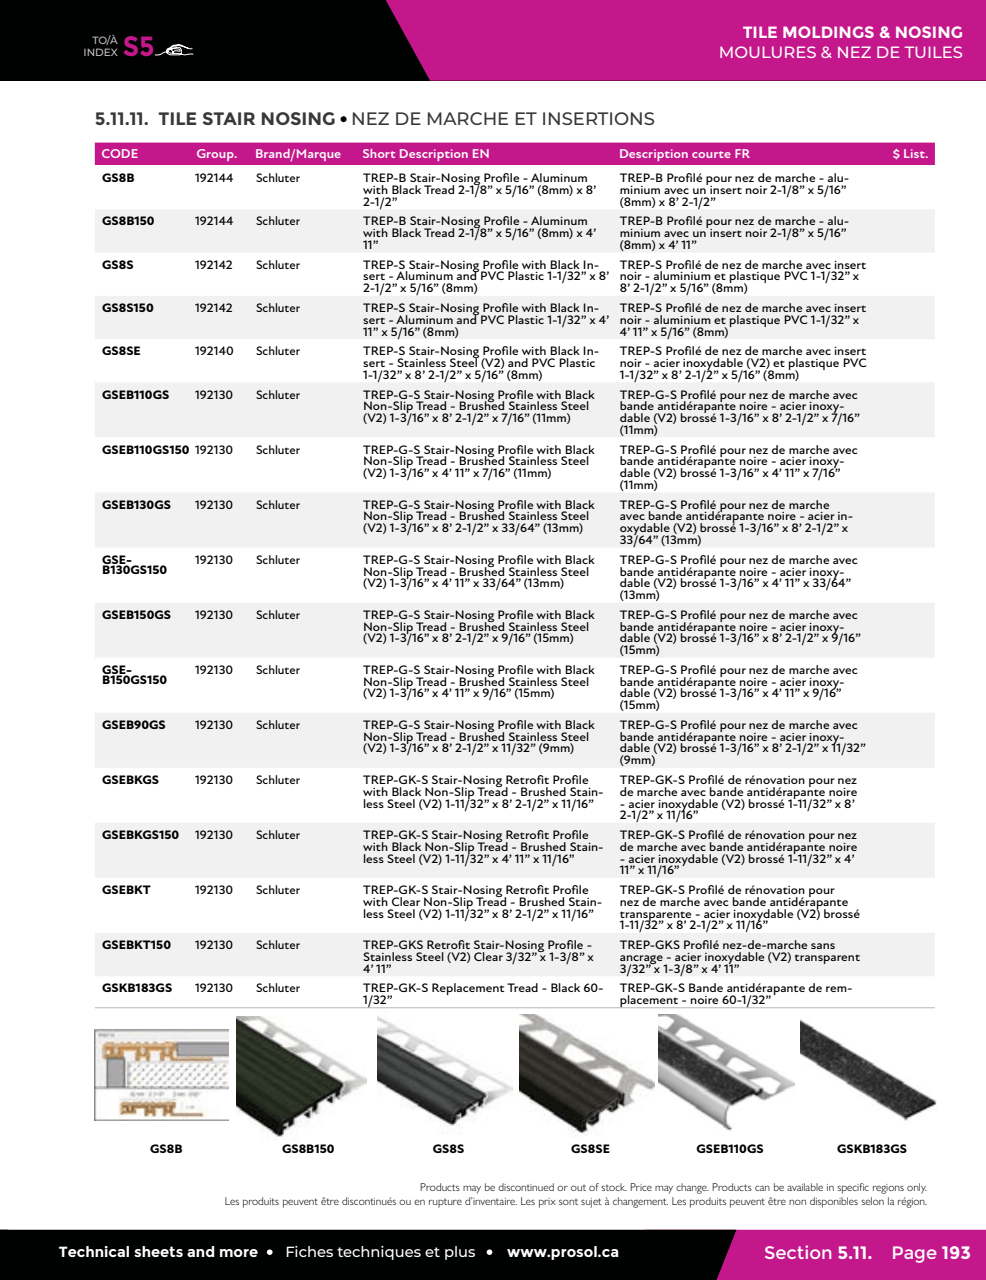 TO/À
INDEX S5
TILE MOLDINGS & NOSING
MOULURES & NEZ DE TUILES
5.11.11. TILE STAIR NOSING • NEZ DE MARCHE ET INSERTIONS
CODE Group. Brand/Marque Short Description EN Description courte FR $ List.
GS8B 192144 Schluter TREP-B Stair-Nosing Profile - Aluminum TREP-B Profilé pour nez de marche - alu-
with Black Tread 2-1/8” x 5/16” (8mm) x 8’ minium avec un insert noir 2-1/8” x 5/16”
2-1/2” (8mm) x 8’ 2-1/2”
GS8B150 192144 Schluter TREP-B Stair-Nosing Profile - Aluminum TREP-B Profilé pour nez de marche - alu-
with Black Tread 2-1/8” x 5/16” (8mm) x 4’ minium avec un insert noir 2-1/8” x 5/16”
11” (8mm) x 4’ 11”
GS8S 192142 Schluter TREP-S Stair-Nosing Profile with Black In- TREP-S Profilé de nez de marche avec insert
sert - Aluminum and PVC Plastic 1-1/32” x 8’ noir - aluminium et plastique PVC 1-1/32” x
2-1/2” x 5/16” (8mm) 8’ 2-1/2” x 5/16” (8mm)
GS8S150 192142 Schluter TREP-S Stair-Nosing Profile with Black In- TREP-S Profilé de nez de marche avec insert
sert - Aluminum and PVC Plastic 1-1/32” x 4’ noir - aluminium et plastique PVC 1-1/32” x
11” x 5/16” (8mm) 4’ 11” x 5/16” (8mm)
GS8SE 192140 Schluter TREP-S Stair-Nosing Profile with Black In- TREP-S Profilé de nez de marche avec insert
sert - Stainless Steel (V2) and PVC Plastic noir - acier inoxydable (V2) et plastique PVC
1-1/32” x 8’ 2-1/2” x 5/16” (8mm) 1-1/32” x 8’ 2-1/2” x 5/16” (8mm)
GSEB110GS 192130 Schluter TREP-G-S Stair-Nosing Profile with Black TREP-G-S Profilé pour nez de marche avec
Non-Slip Tread - Brushed Stainless Steel bande antidérapante noire - acier inoxy-
(V2) 1-3/16” x 8’ 2-1/2” x 7/16” (11mm) dable (V2) brossé 1-3/16” x 8’ 2-1/2” x 7/16”
(11mm)
GSEB110GS150 192130 Schluter TREP-G-S Stair-Nosing Profile with Black TREP-G-S Profilé pour nez de marche avec
Non-Slip Tread - Brushed Stainless Steel bande antidérapante noire - acier inoxy-
(V2) 1-3/16” x 4’ 11” x 7/16” (11mm) dable (V2) brossé 1-3/16” x 4’ 11” x 7/16”
(11mm)
GSEB130GS 192130 Schluter TREP-G-S Stair-Nosing Profile with Black TREP-G-S Profilé pour nez de marche
Non-Slip Tread - Brushed Stainless Steel avec bande antidérapante noire - acier in-
(V2) 1-3/16” x 8’ 2-1/2” x 33/64” (13mm) oxydable (V2) brossé 1-3/16” x 8’ 2-1/2” x
33/64” (13mm)
GSE- 192130 Schluter TREP-G-S Stair-Nosing Profile with Black TREP-G-S Profilé pour nez de marche avec
B130GS150 Non-Slip Tread - Brushed Stainless Steel bande antidérapante noire - acier inoxy-
(V2) 1-3/16” x 4’ 11” x 33/64” (13mm) dable (V2) brossé 1-3/16” x 4’ 11” x 33/64”
(13mm)
GSEB150GS 192130 Schluter TREP-G-S Stair-Nosing Profile with Black TREP-G-S Profilé pour nez de marche avec
Non-Slip Tread - Brushed Stainless Steel bande antidérapante noire - acier inoxy-
(V2) 1-3/16” x 8’ 2-1/2” x 9/16” (15mm) dable (V2) brossé 1-3/16” x 8’ 2-1/2” x 9/16”
(15mm)
GSE- 192130 Schluter TREP-G-S Stair-Nosing Profile with Black TREP-G-S Profilé pour nez de marche avec
B150GS150 Non-Slip Tread - Brushed Stainless Steel bande antidérapante noire - acier inoxy-
(V2) 1-3/16” x 4’ 11” x 9/16” (15mm) dable (V2) brossé 1-3/16” x 4’ 11” x 9/16”
(15mm)
GSEB90GS 192130 Schluter TREP-G-S Stair-Nosing Profile with Black TREP-G-S Profilé pour nez de marche avec
Non-Slip Tread - Brushed Stainless Steel bande antidérapante noire - acier inoxy-
(V2) 1-3/16” x 8’ 2-1/2” x 11/32” (9mm) dable (V2) brossé 1-3/16” x 8’ 2-1/2” x 11/32”
(9mm)
GSEBKGS 192130 Schluter TREP-GK-S Stair-Nosing Retrofit Profile TREP-GK-S Profilé de rénovation pour nez
with Black Non-Slip Tread - Brushed Stain- de marche avec bande antidérapante noire
less Steel (V2) 1-11/32” x 8’ 2-1/2” x 11/16” - acier inoxydable (V2) brossé 1-11/32” x 8’
2-1/2” x 11/16”
GSEBKGS150 192130 Schluter TREP-GK-S Stair-Nosing Retrofit Profile TREP-GK-S Profilé de rénovation pour nez
with Black Non-Slip Tread - Brushed Stain- de marche avec bande antidérapante noire
less Steel (V2) 1-11/32” x 4’ 11” x 11/16” - acier inoxydable (V2) brossé 1-11/32” x 4’
11” x 11/16”
GSEBKT 192130 Schluter TREP-GK-S Stair-Nosing Retrofit Profile TREP-GK-S Profilé de rénovation pour
with Clear Non-Slip Tread - Brushed Stain- nez de marche avec bande antidérapante
less Steel (V2) 1-11/32” x 8’ 2-1/2” x 11/16” transparente - acier inoxydable (V2) brossé
1-11/32” x 8’ 2-1/2” x 11/16”
GSEBKT150 192130 Schluter TREP-GKS Retrofit Stair-Nosing Profile - TREP-GKS Profilé nez-de-marche sans
Stainless Steel (V2) Clear 3/32” x 1-3/8” x ancrage - acier inoxydable (V2) transparent
4’ 11” 3/32” x 1-3/8” x 4’ 11”
GSKB183GS 192130 Schluter TREP-GK-S Replacement Tread - Black 60- TREP-GK-S Bande antidérapante de rem-
1/32” placement - noire 60-1/32”
GS8B GS8B150 GS8S GS8SE GSEB110GS GSKB183GS
Products may be discontinued or out of stock. Price may change. Products can be available in specific regions only.
Les produits peuvent être discontinués ou en rupture d’inventaire. Les prix sont sujet à changement. Les produits peuvent être non disponibles selon la région.
Technical sheets and more • Fiches techniques et plus • www.prosol.ca
Section 5.11. Page 193